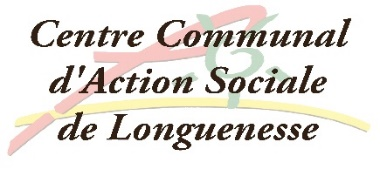 Centre Communal
d'Action Sociale
de Longuenesse